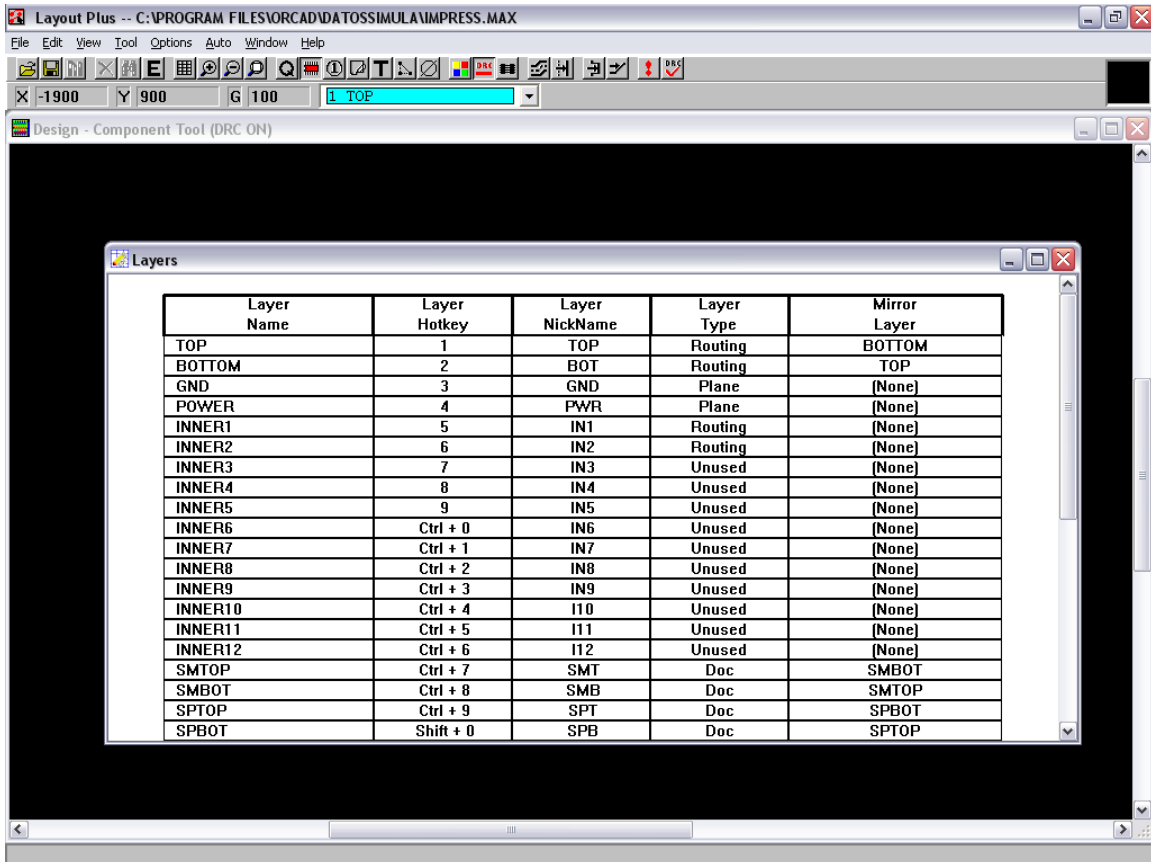 Layout Plus -- C:\PROGRAM FILES\ORCAD\DATOSSIMULA\IMPRESS.MAX
File Edit View Tool Options Auto Window Help
E Q 1 T DRC DRC
X -1900 Y 900 G 100 1 TOP
Design - Component Tool (DRC ON)
Layers
Layer Layer Layer Layer Mirror
Name Hotkey NickName Type Layer
TOP 1 TOP Routing BOTTOM
BOTTOM 2 BOT Routing TOP
GND 3 GND Plane (None)
POWER 4 PWR Plane (None)
INNER1 5 IN1 Routing (None)
INNER2 6 IN2 Routing (None)
INNER3 7 IN3 Unused (None)
INNER4 8 IN4 Unused (None)
INNER5 9 IN5 Unused (None)
INNER6 Ctrl + 0 IN6 Unused (None)
INNER7 Ctrl + 1 IN7 Unused (None)
INNER8 Ctrl + 2 IN8 Unused (None)
INNER9 Ctrl + 3 IN9 Unused (None)
INNER10 Ctrl + 4 I10 Unused (None)
INNER11 Ctrl + 5 I11 Unused (None)
INNER12 Ctrl + 6 I12 Unused (None)
SMTOP Ctrl + 7 SMT Doc SMBOT
SMBOT Ctrl + 8 SMB Doc SMTOP
SPTOP Ctrl + 9 SPT Doc SPBOT
SPBOT Shift + 0 SPB Doc SPTOP